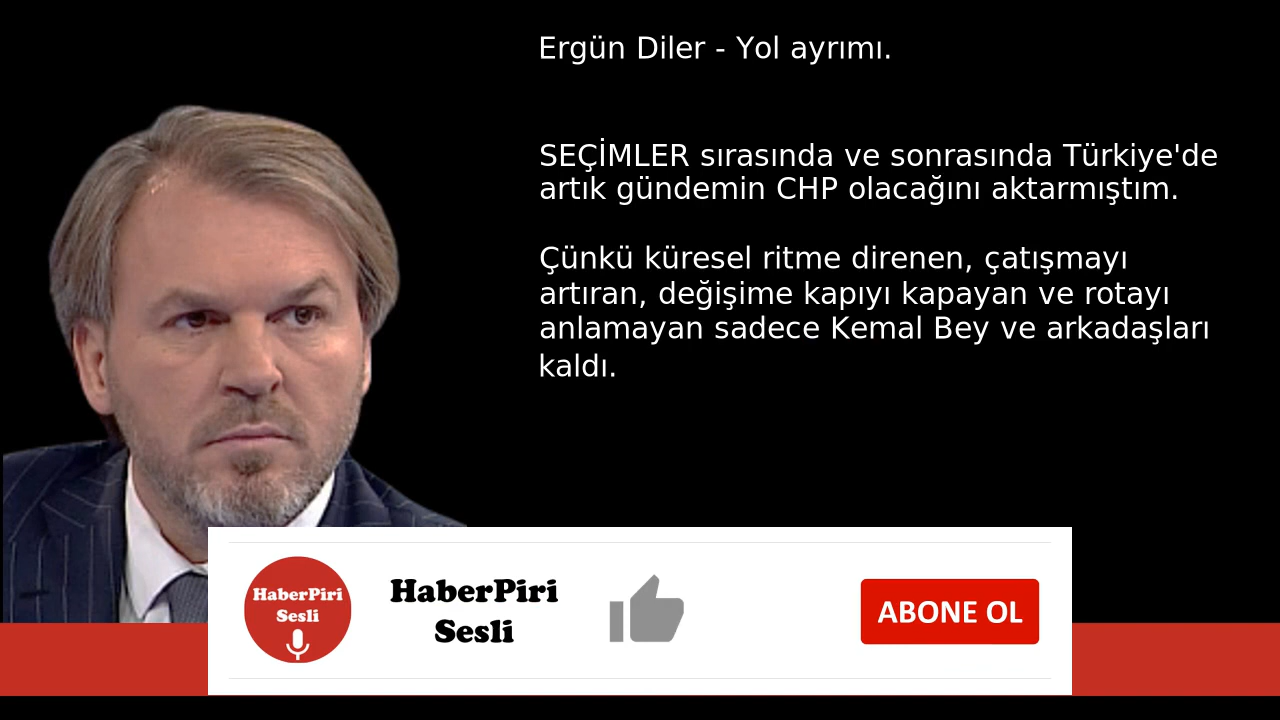 Ergün Diler - Yol ayrımı.
SEÇİMLER sırasında ve sonrasında Türkiye'de
artık gündemin CHP olacağını aktarmıştım.
Çünkü küresel ritme direnen, çatışmayı
artıran, değişime kapıyı kapayan ve rotayı
anlamayan sadece Kemal Bey ve arkadaşları
kaldı.
HaberPiri
Sesli
HaberPiri
Sesli
ABONE OL